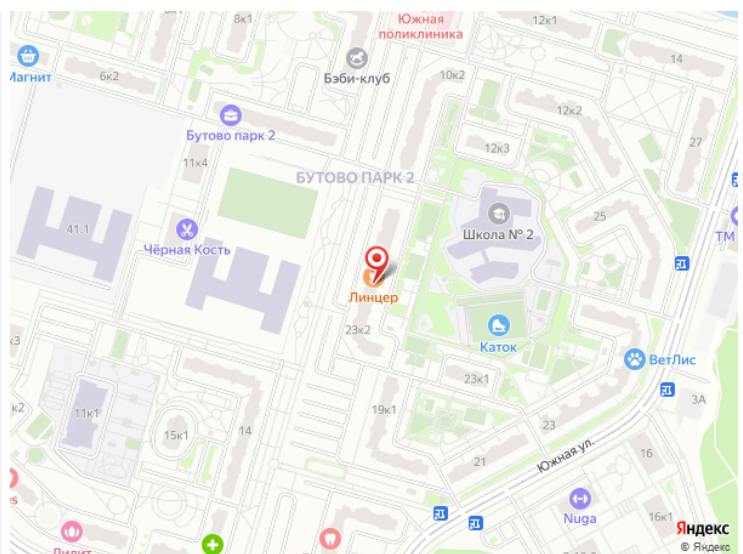 8к1
12к1
Южная
поликлиника
14
Магнит
6к2
Бэби-клуб
10к2
12к2
27
Бутово парк 2
12к3
11к4
БУТОВО ПАРК 2
25
41.1
Чёрная Кость
Школа № 2
ТМ
Линцер
23к2
Каток
ВетЛис
23к1
3А
к2
11к1
19к1
15к1
14
23
Южная ул.
21
16
Nuga
16к1
Яндекс
© Яндекс